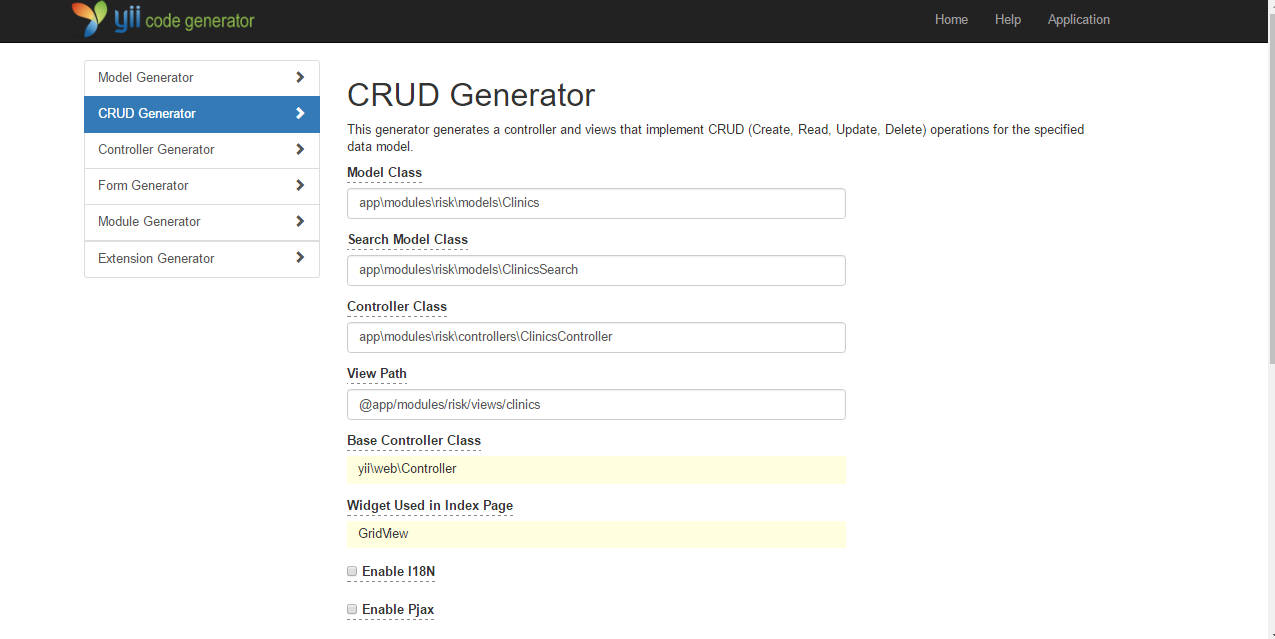 yii code generator
Home Help Application
Model Generator
CRUD Generator
Controller Generator
Form Generator
Module Generator
Extension Generator
CRUD Generator
This generator generates a controller and views that implement CRUD (Create, Read, Update, Delete) operations for the specified
data model.
Model Class
app\modules\risk\models\Clinics
Search Model Class
app\modules\risk\models\ClinicsSearch
Controller Class
app\modules\risk\controllers\ClinicsController
View Path
@app/modules/risk/views/clinics
Base Controller Class
yii\web\Controller
Widget Used in Index Page
GridView
Enable I18N
Enable Pjax